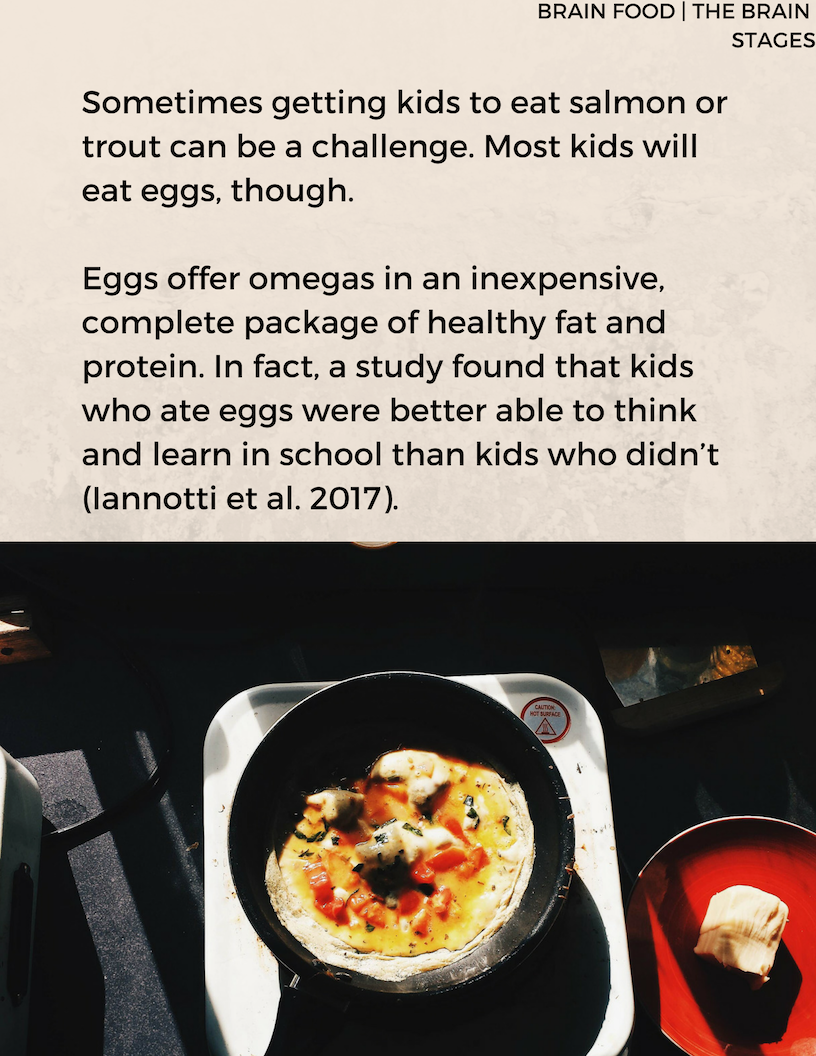 BRAIN FOOD | THE BRAIN
STAGES
Sometimes getting kids to eat salmon or
trout can be a challenge. Most kids will
eat eggs, though.
Eggs offer omegas in an inexpensive,
complete package of healthy fat and
protein. In fact, a study found that kids
who ate eggs were better able to think
and learn in school than kids who didn’t
(Iannotti et al. 2017).
CAUTION:
HOT SURFACE